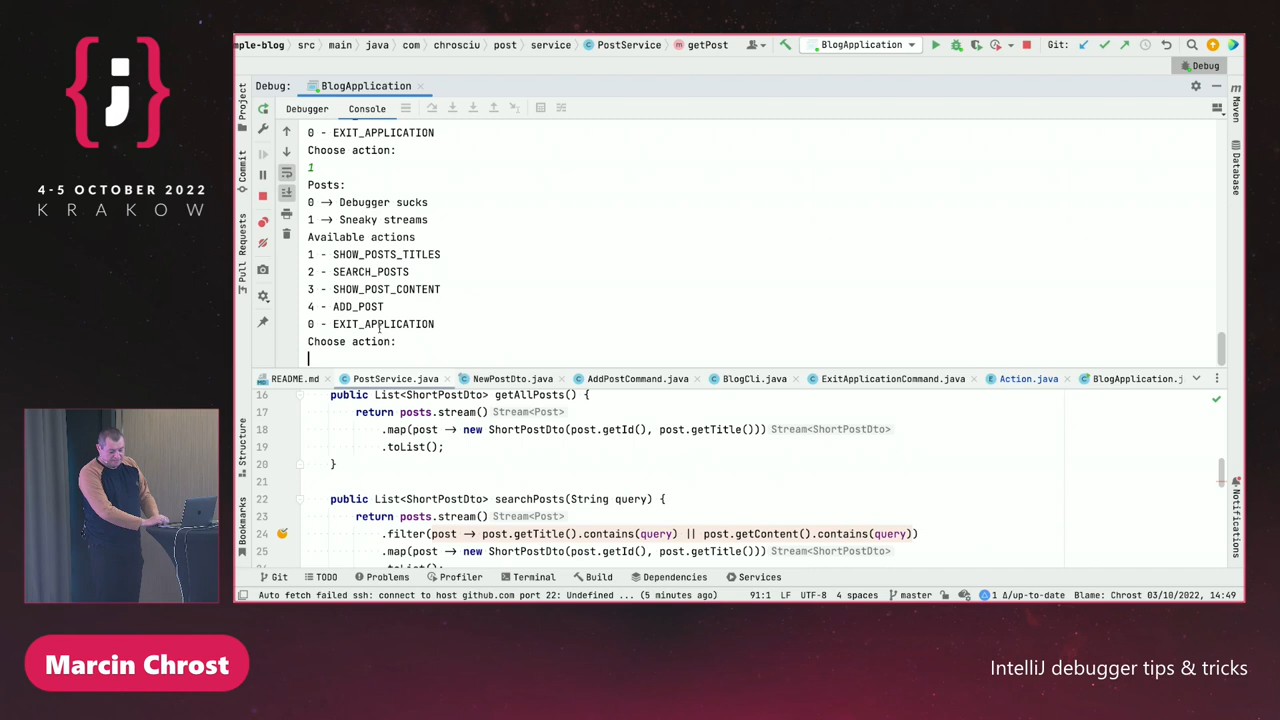 {j}
4-5 OCTOBER 2022
KRAKOW
mple-blog > src > main > java > com > chrosciu > post > service > PostService > getPost
BlogApplication
Git:
Debug
Debug: BlogApplication
Debugger Console
0 - EXIT_APPLICATION
Choose action:
1
Posts:
0 → Debugger sucks
1 → Sneaky streams
Available actions
1 - SHOW_POSTS_TITLES
2 - SEARCH_POSTS
3 - SHOW_POST_CONTENT
4 - ADD_POST
0 - EXIT_APPLICATION
Choose action:
Project
Commit
Pull Requests
Structure
Bookmarks
m
Maven
Database
Notifications
README.md PostService.java NewPostDto.java AddPostCommand.java BlogCli.java ExitApplicationCommand.java Action.java BlogApplication.j
16 public List<ShortPostDto> getAllPosts() {
17 return posts.stream() Stream<Post>
18 .map(post → new ShortPostDto(post.getId(), post.getTitle())) Stream<ShortPostDto>
19 .toList();
20 }
21
22 public List<ShortPostDto> searchPosts(String query) {
23 return posts.stream() Stream<Post>
24 .filter(post → post.getTitle().contains(query) || post.getContent().contains(query))
25 .map(post → new ShortPostDto(post.getId(), post.getTitle())) Stream<ShortPostDto>
Git TODO Problems Profiler Terminal Build Dependencies Services
Auto fetch failed ssh: connect to host github.com port 22: Undefined ... (5 minutes ago) 91:1 LF UTF-8 4 spaces master 1 Δ/up-to-date Blame: Chrost 03/10/2022, 14:49
Marcin Chrost
IntelliJ debugger tips & tricks